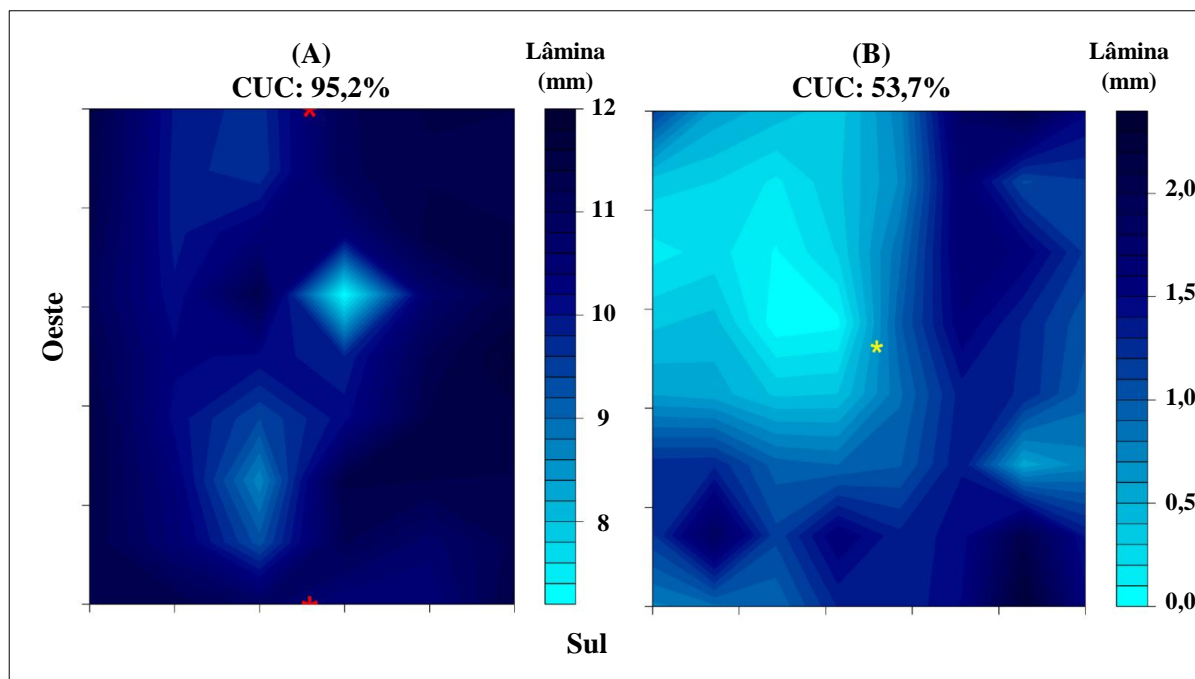 (A)
CUC: 95,2%
Lâmina
(mm)
12
11
10
9
8
(B)
CUC: 53,7%
Lâmina
(mm)
2,0
1,5
1,0
0,5
0,0
Oeste
Sul